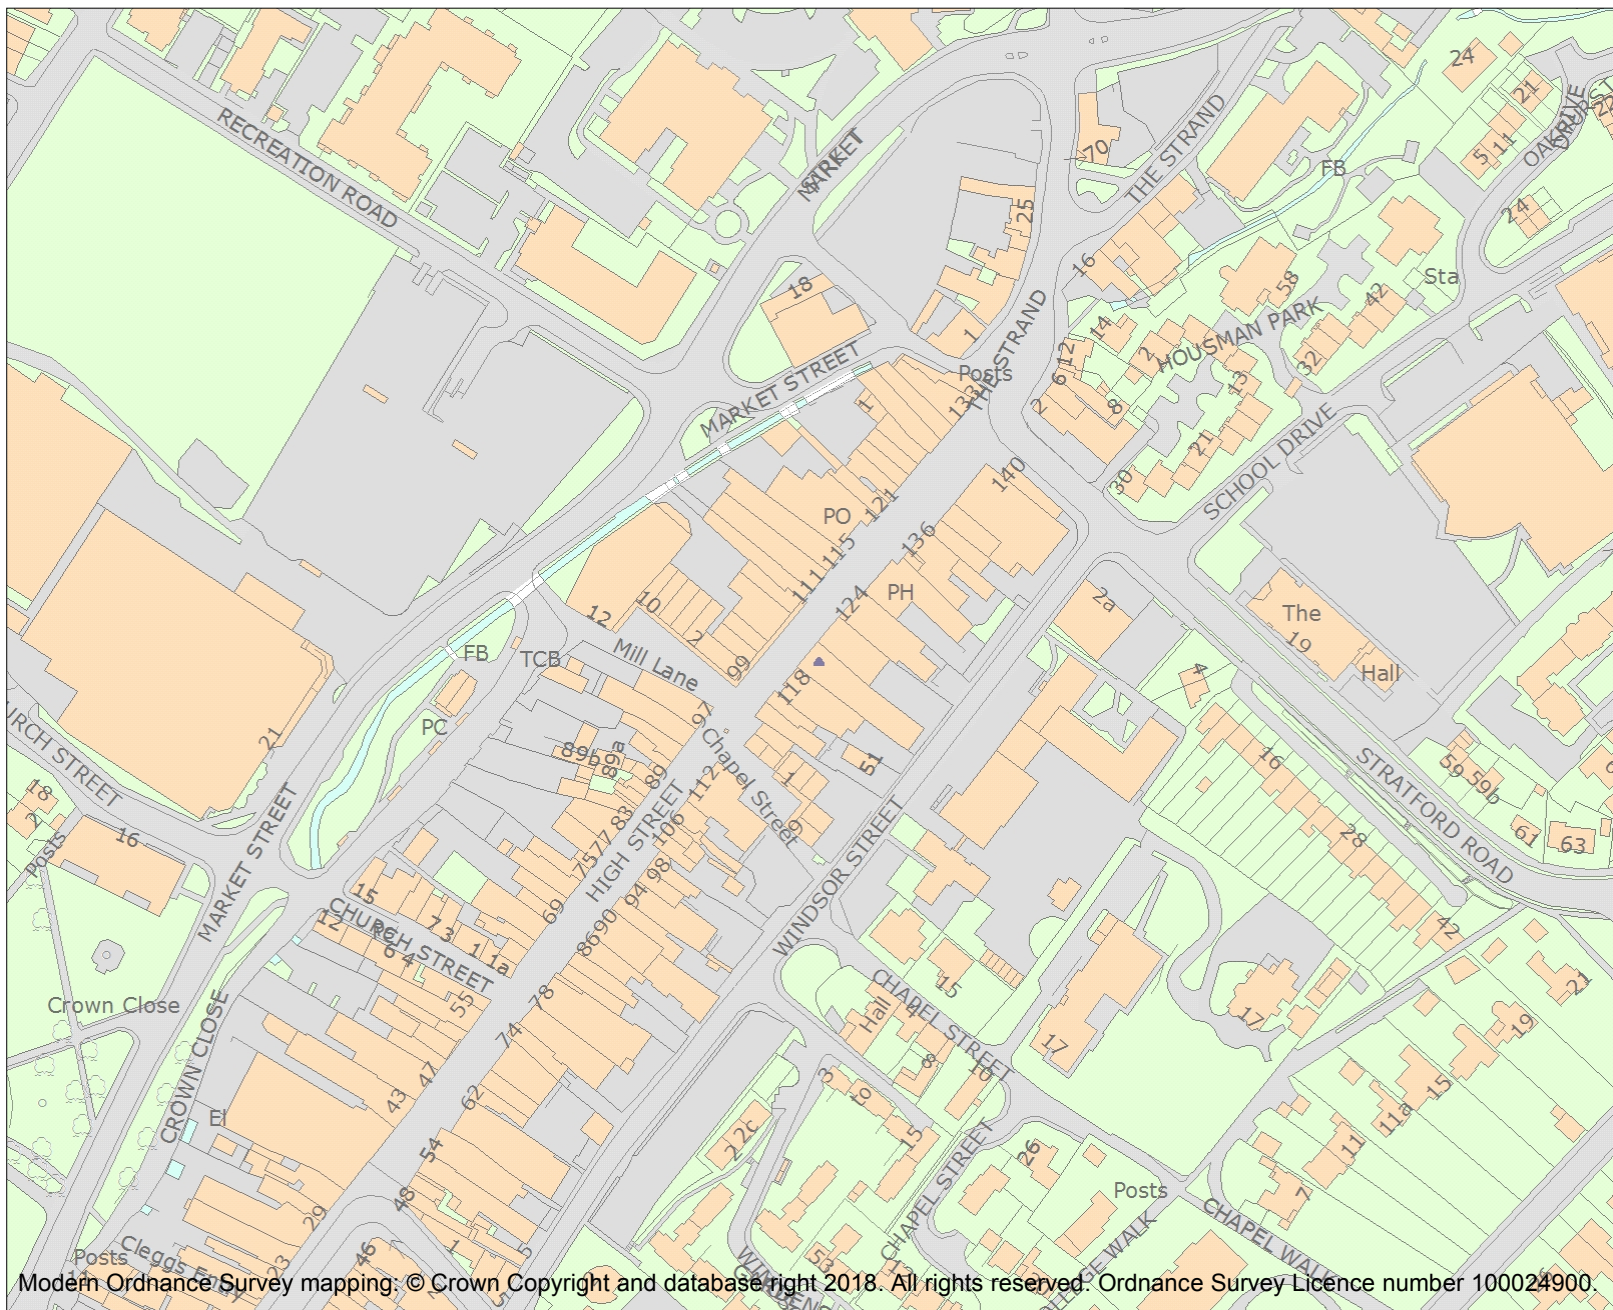 24
21
OAK DRIVE
RECREATION ROAD
MARKET
THE STRAND
70
FB
5
11
25
24
16
58
Sta
18
42
HOUSMAN PARK
14
1
THE STRAND
2
12
32
MARKET STREET
Posts
6
13
133
1
2
8
SCHOOL DRIVE
21
30
140
121
PO
136
115
111
124
PH
2a
12
10
2
The
19
Hall
FB
TCB
Mill Lane
99
118
4
PC
97
21
89b
89a
Chapel Street
51
16
STRATFORD ROAD
CHURCH STREET
89
112
1
59
59b
18
2
16
83
106
9
28
61
63
Posts
MARKET STREET
77
75
HIGH STREET
98
WINDSOR STREET
15
94
69
90
12
CHURCH STREET
7
3
1
1a
86
42
6
4
15
CHAPEL STREET
21
Crown Close
55
78
Hall
17
17
19
CROWN CLOSE
74
8
10
47
43
62
3
to
15
11a
El
15
2
2c
54
26
11
CHAPEL STREET
29
48
Posts
7
CHAPEL WALK
Posts
Cleggs Entry
23
46
1
5
53
Modern Ordnance Survey mapping: © Crown Copyright and database right 2018. All rights reserved. Ordnance Survey Licence number 100024900.